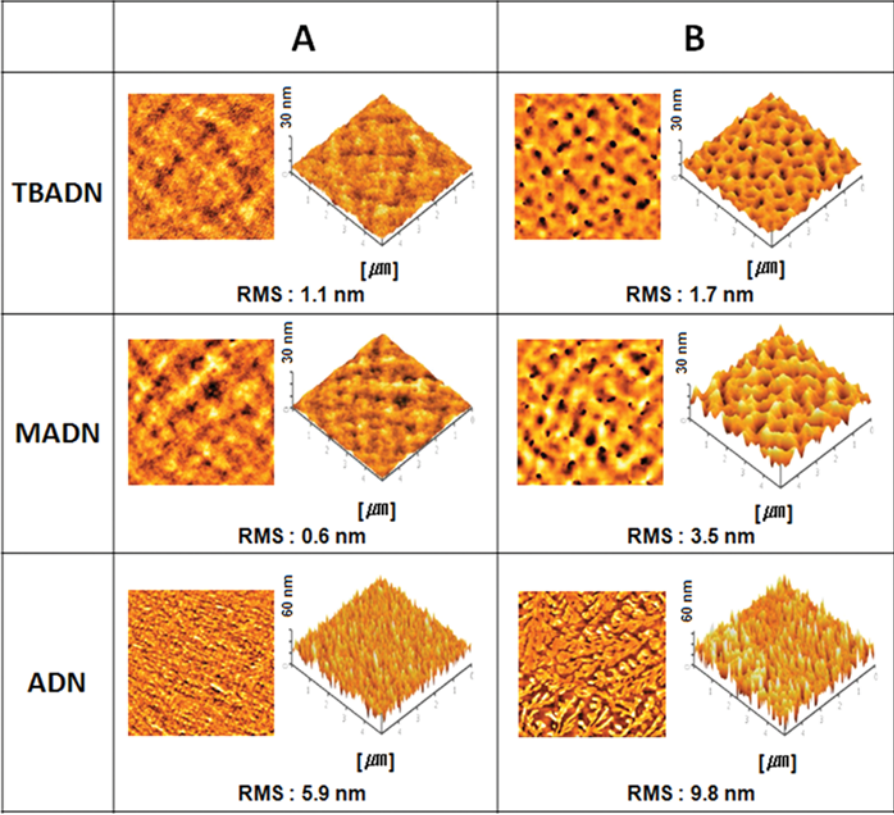 A
B
TBADN
30 nm
[㎛]
RMS : 1.1 nm
30 nm
[㎛]
RMS : 1.7 nm
MADN
30 nm
[㎛]
RMS : 0.6 nm
30 nm
[㎛]
RMS : 3.5 nm
ADN
60 nm
[㎛]
RMS : 5.9 nm
60 nm
[㎛]
RMS : 9.8 nm